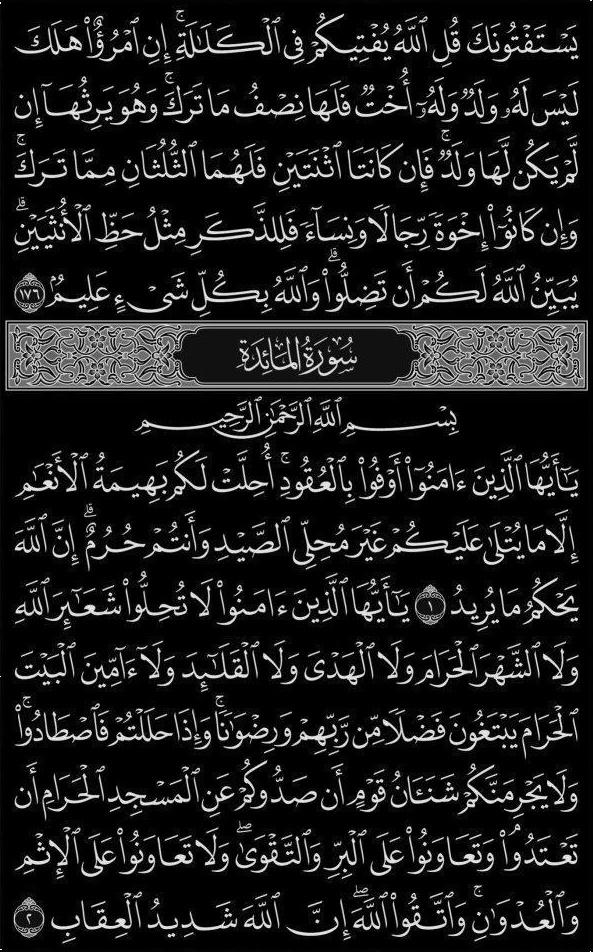 يَسْتَفْتُونَكَ قُلِ ٱللَّهُ يُفْتِيكُمْ فِى ٱلْكَلَٰلَةِ ۚ إِنِ ٱمْرُؤٌا۟ هَلَكَ
لَيْسَ لَهُۥ وَلَدٌ وَلَهُۥٓ أُخْتٌ فَلَهَا نِصْفُ مَا تَرَكَ ۚ وَهُوَ يَرِثُهَآ إِن
لَّمْ يَكُن لَّهَا وَلَدٌ ۚ فَإِن كَانَتَا ٱثْنَتَيْنِ فَلَهُمَا ٱلثُّلُثَانِ مِمَّا تَرَكَ ۚ
وَإِن كَانُوٓا۟ إِخْوَةً رِّجَالًا وَنِسَآءً فَلِلذَّكَرِ مِثْلُ حَظِّ ٱلْأُنثَيَيْنِ ۗ
يُبَيِّنُ ٱللَّهُ لَكُمْ أَن تَضِلُّوا۟ ۗ وَٱللَّهُ بِكُلِّ شَىْءٍ عَلِيمٌۢ ١٧٦
سُورَةُ المَائدَةِ
بِسْمِ ٱللَّهِ ٱلرَّحْمَٰنِ ٱلرَّحِيمِ
يَٰٓأَيُّهَا ٱلَّذِينَ ءَامَنُوٓا۟ أَوْفُوا۟ بِٱلْعُقُودِ ۚ أُحِلَّتْ لَكُم بَهِيمَةُ ٱلْأَنْعَٰمِ
إِلَّا مَا يُتْلَىٰ عَلَيْكُمْ غَيْرَ مُحِلِّى ٱلصَّيْدِ وَأَنتُمْ حُرُمٌ ۗ إِنَّ ٱللَّهَ
يَحْكُمُ مَا يُرِيدُ ١ يَٰٓأَيُّهَا ٱلَّذِينَ ءَامَنُوا۟ لَا تُحِلُّوا۟ شَعَٰٓئِرَ ٱللَّهِ
وَلَا ٱلشَّهْرَ ٱلْحَرَامَ وَلَا ٱلْهَدْىَ وَلَا ٱلْقَلَٰٓئِدَ وَلَآ ءَآمِّينَ ٱلْبَيْتَ
ٱلْحَرَامَ يَبْتَغُونَ فَضْلًا مِّن رَّبِّهِمْ وَرِضْوَٰنًا ۚ وَإِذَا حَلَلْتُمْ فَٱصْطَادُوا۟ ۚ
وَلَا يَجْرِمَنَّكُمْ شَنَـَٔانُ قَوْمٍ أَن صَدُّوكُمْ عَنِ ٱلْمَسْجِدِ ٱلْحَرَامِ أَن
تَعْتَدُوا۟ ۘ وَتَعَاوَنُوا۟ عَلَى ٱلْبِرِّ وَٱلتَّقْوَىٰ ۖ وَلَا تَعَاوَنُوا۟ عَلَى ٱلْإِثْمِ
وَٱلْعُدْوَٰنِ ۚ وَٱتَّقُوا۟ ٱللَّهَ ۖ إِنَّ ٱللَّهَ شَدِيدُ ٱلْعِقَابِ ٢